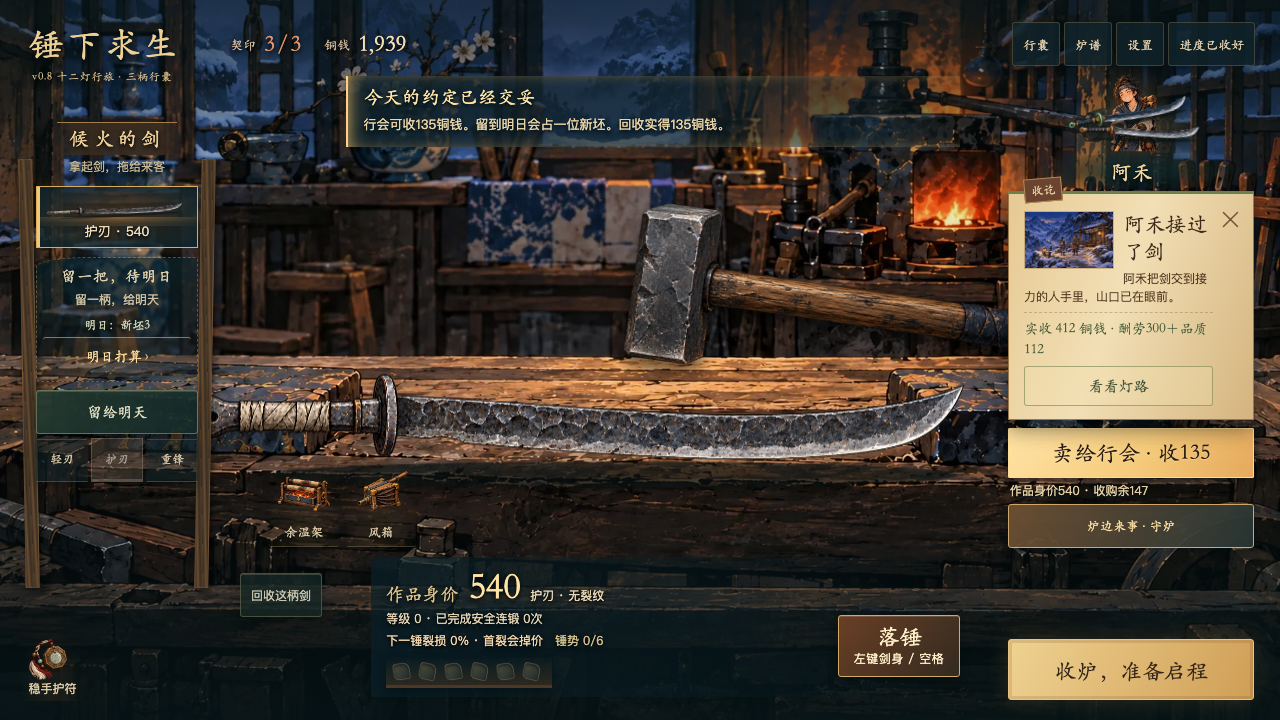 锤下求生
v0.8 十二灯行旅 · 三柄行囊
契印 3/3 铜钱 1,939
行囊
炉谱
设置
进度已收好
今天的约定已经交妥
行会可收135铜钱。留到明日会占一位新坯。回收实得135铜钱。
候火的剑
拿起剑，拖给来客
护刃 · 540
留一把，待明日
留一柄，给明天
明日：新坯3
明日打算›
留给明天
轻刃
护刃
重锋
阿禾
收讫
阿禾接过了剑
阿禾把剑交到接力的人手里，山口已在眼前。
实收 412 铜钱 · 酬劳300＋品质112
看看灯路
卖给行会 · 收135
作品身价540 · 收购余147
炉边来事 · 守炉
余温架
风箱
回收这柄剑
作品身价 540 护刃 · 无裂纹
等级 0 · 已完成安全连锻 0次
下一锤裂损 0% · 首裂会掉价 锤势 0/6
落锤
左键剑身 / 空格
收炉，准备启程
稳手护符